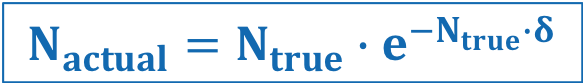 N_actual = N_true · e^(−N_true·δ)